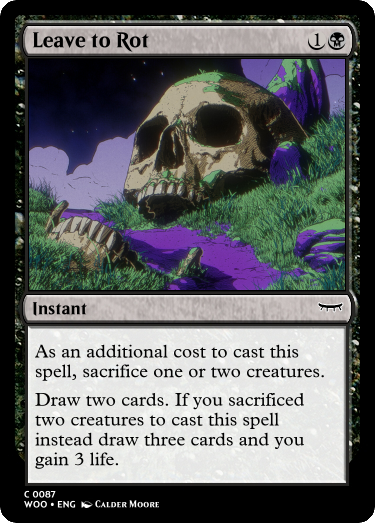 Leave to Rot 1
Instant
As an additional cost to cast this
spell, sacrifice one or two creatures.
Draw two cards. If you sacrificed
two creatures to cast this spell
instead draw three cards and you
gain 3 life.
C 0087
WOO • ENG Calder Moore